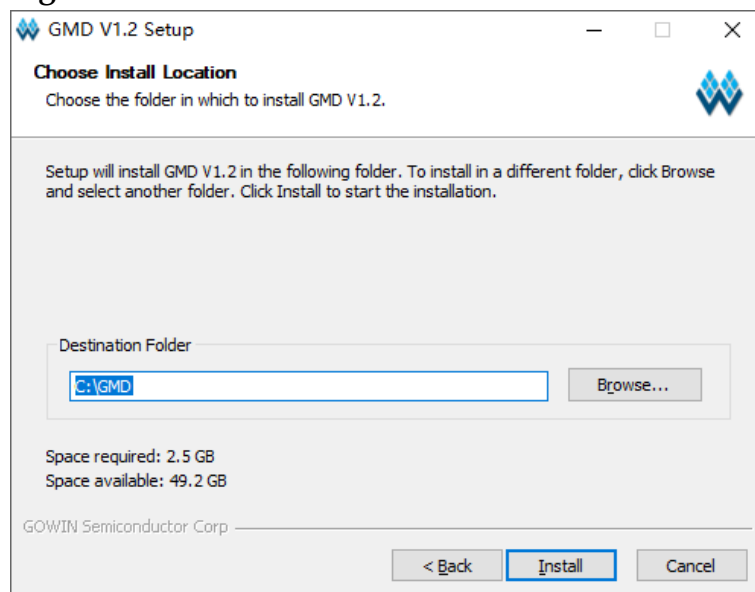 GMD V1.2 Setup
Choose Install Location
Choose the folder in which to install GMD V1.2.
Setup will install GMD V1.2 in the following folder. To install in a different folder, click Browse
and select another folder. Click Install to start the installation.
Destination Folder
C:\GMD
Browse...
Space required: 2.5 GB
Space available: 49.2 GB
GOWIN Semiconductor Corp
< Back
Install
Cancel